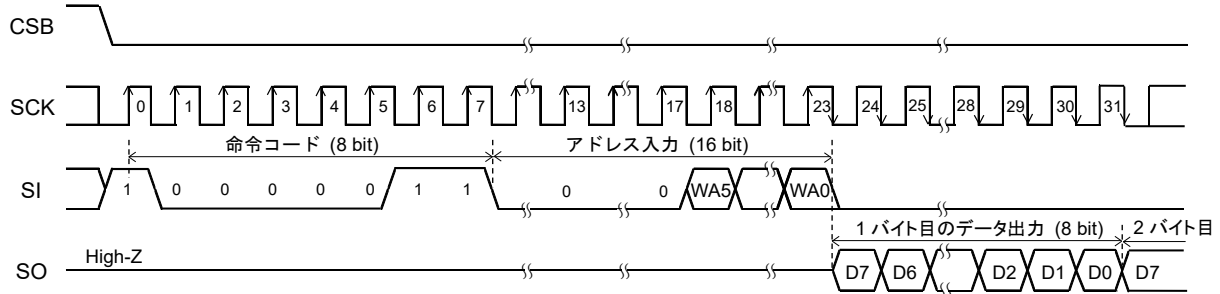 CSB
SCK 0 1 2 3 4 5 6 7 13 17 18 23 24 25 28 29 30 31
命令コード (8 bit) アドレス入力 (16 bit)
SI 1 0 0 0 0 0 1 1 0 0 WA5 WA0
1 バイト目のデータ出力 (8 bit) 2 バイト目
High-Z
SO D7 D6 D2 D1 D0 D7